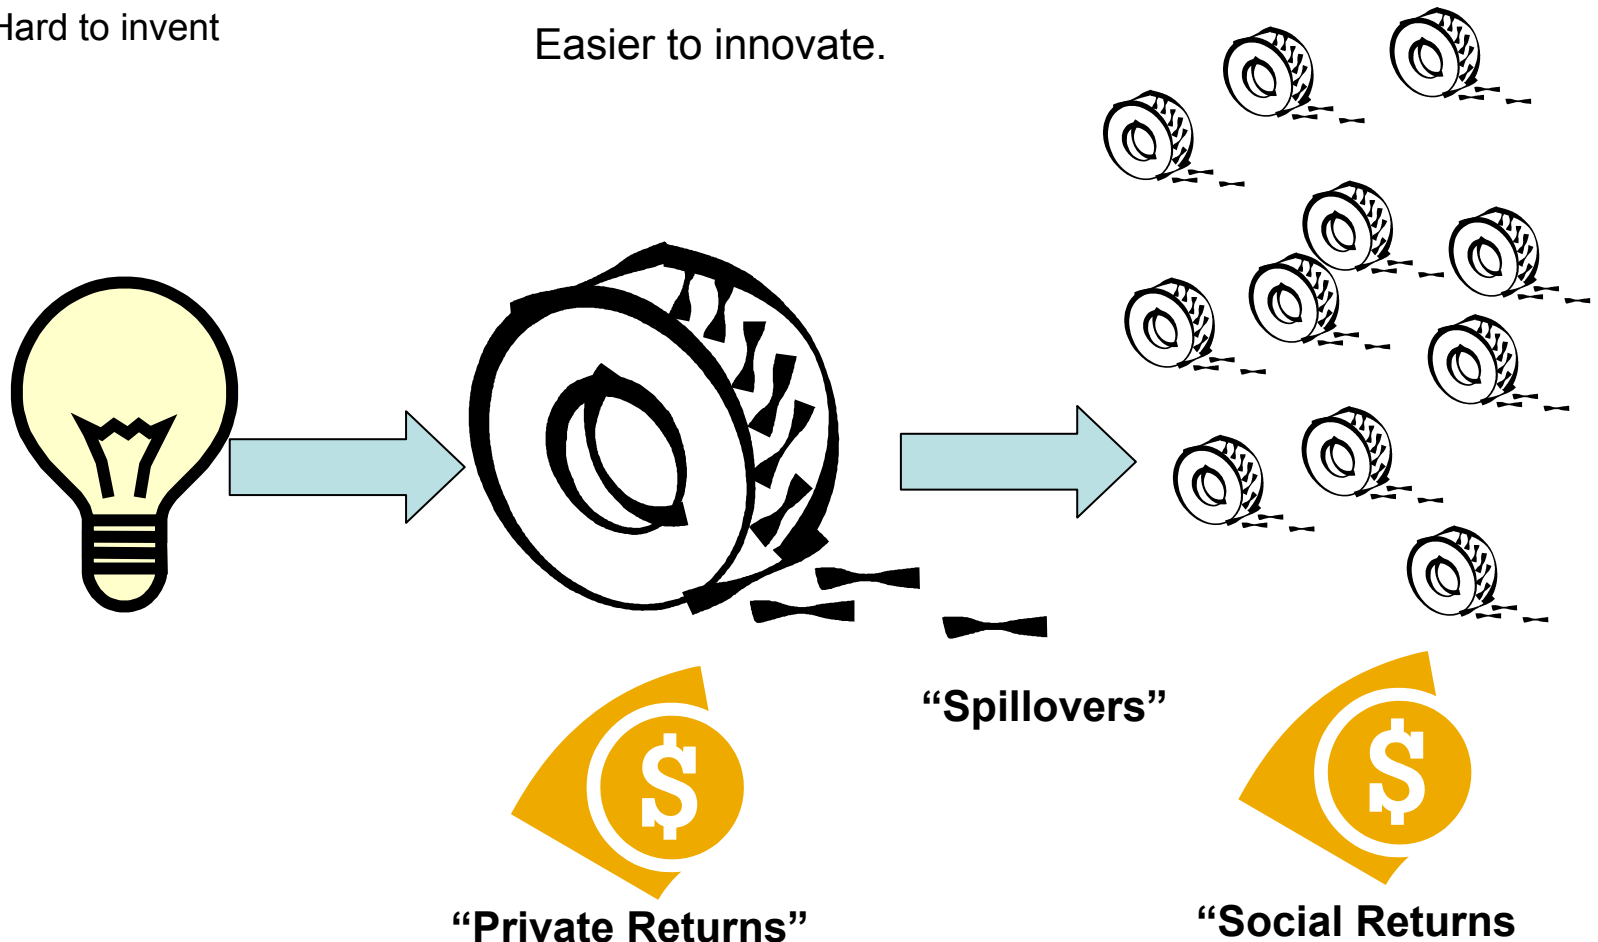 Hard to invent
Easier to innovate.
“Spillovers”
$
$
“Private Returns”
“Social Returns